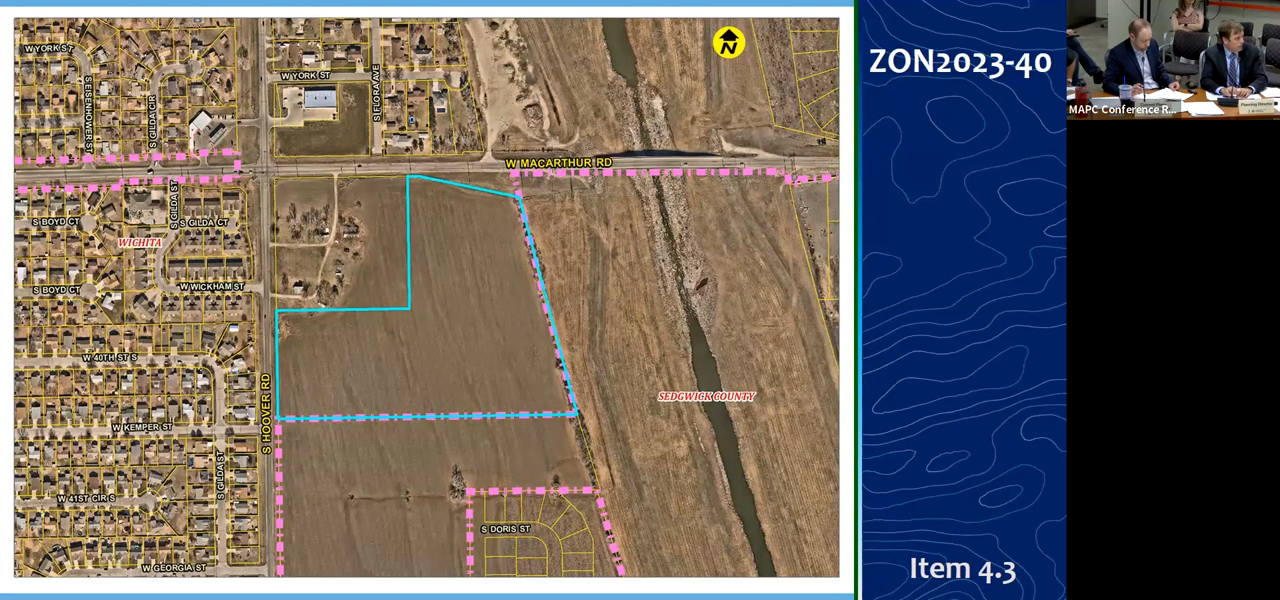 W YORK ST
S EISENHOWER ST
S GILDA CIR
W YORK ST
S FLORA AVE
N
W MACARTHUR RD
S BOYD CT
S GILDA ST
S GILDA CT
WICHITA
S BOYD CT
W WICKHAM ST
W 40TH ST S
S HOOVER RD
SEDGWICK COUNTY
W KEMPER ST
S GILDA ST
W 41ST CIR S
S DORIS ST
W GEORGIA ST
ZON2023-40
Item 4.3
MAPC Conference R...